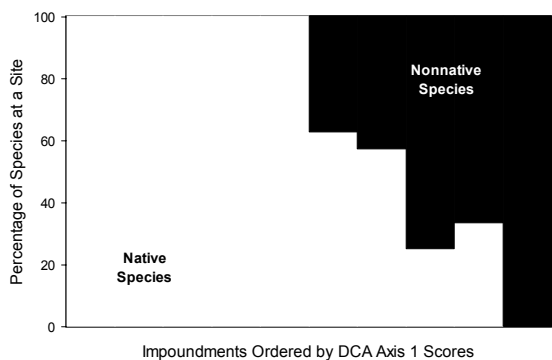 Percentage of Species at a Site
100
80
60
40
20
0
Nonnative
Species
Native
Species
Impoundments Ordered by DCA Axis 1 Scores